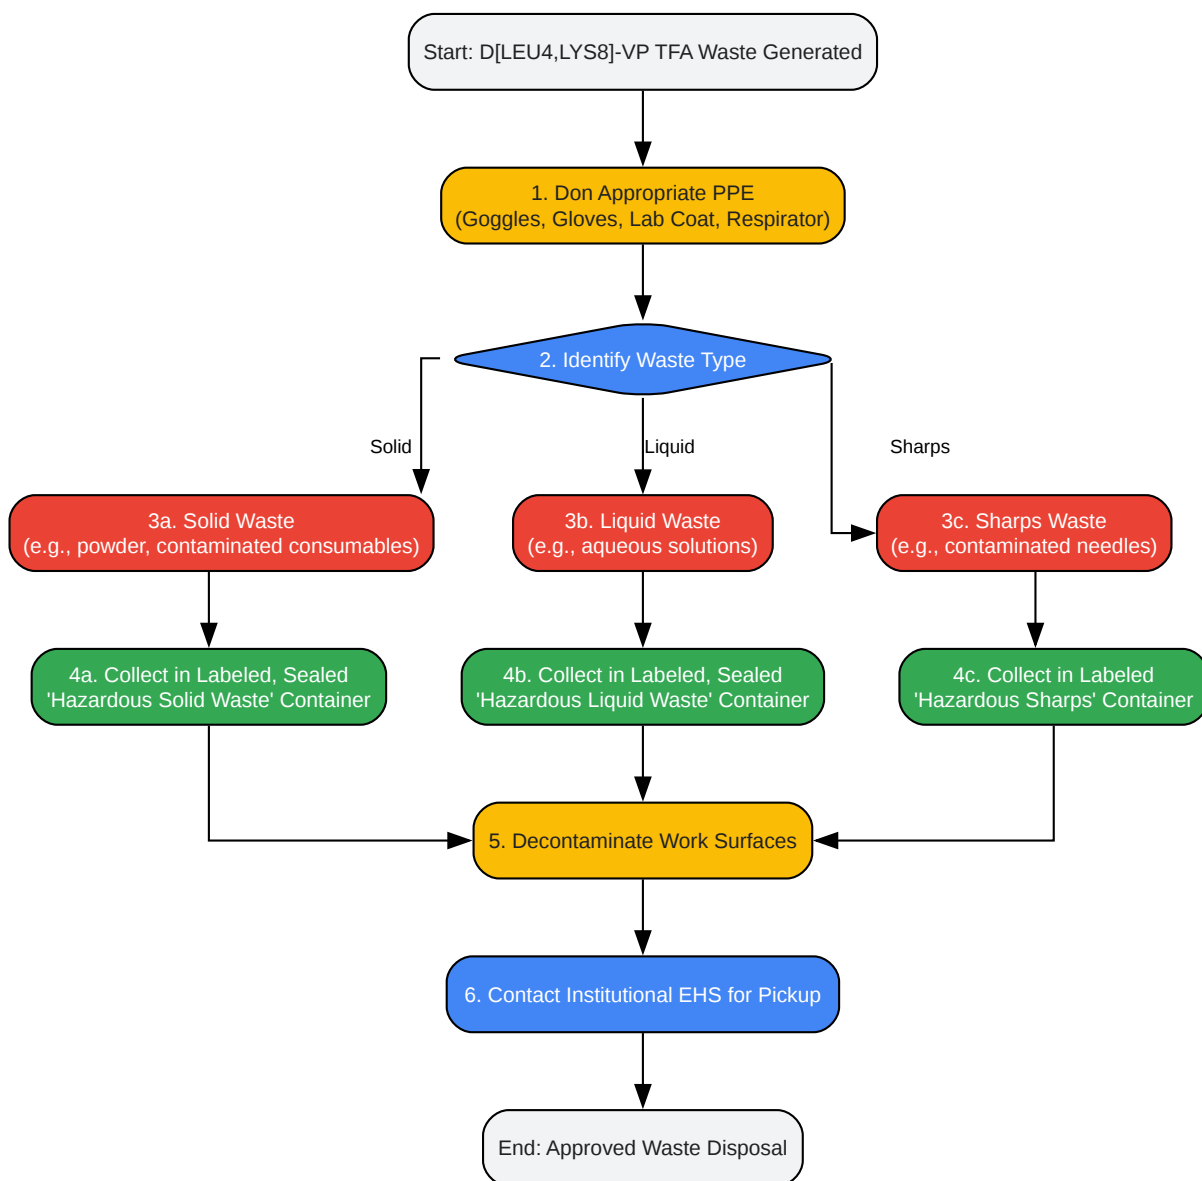 Start: D[LEU4,LYS8]-VP TFA Waste Generated
1. Don Appropriate PPE
(Goggles, Gloves, Lab Coat, Respirator)
2. Identify Waste Type
Solid
Liquid
Sharps
3a. Solid Waste
(e.g., powder, contaminated consumables)
3b. Liquid Waste
(e.g., aqueous solutions)
3c. Sharps Waste
(e.g., contaminated needles)
4a. Collect in Labeled, Sealed
'Hazardous Solid Waste' Container
4b. Collect in Labeled, Sealed
'Hazardous Liquid Waste' Container
4c. Collect in Labeled
'Hazardous Sharps' Container
5. Decontaminate Work Surfaces
6. Contact Institutional EHS for Pickup
End: Approved Waste Disposal